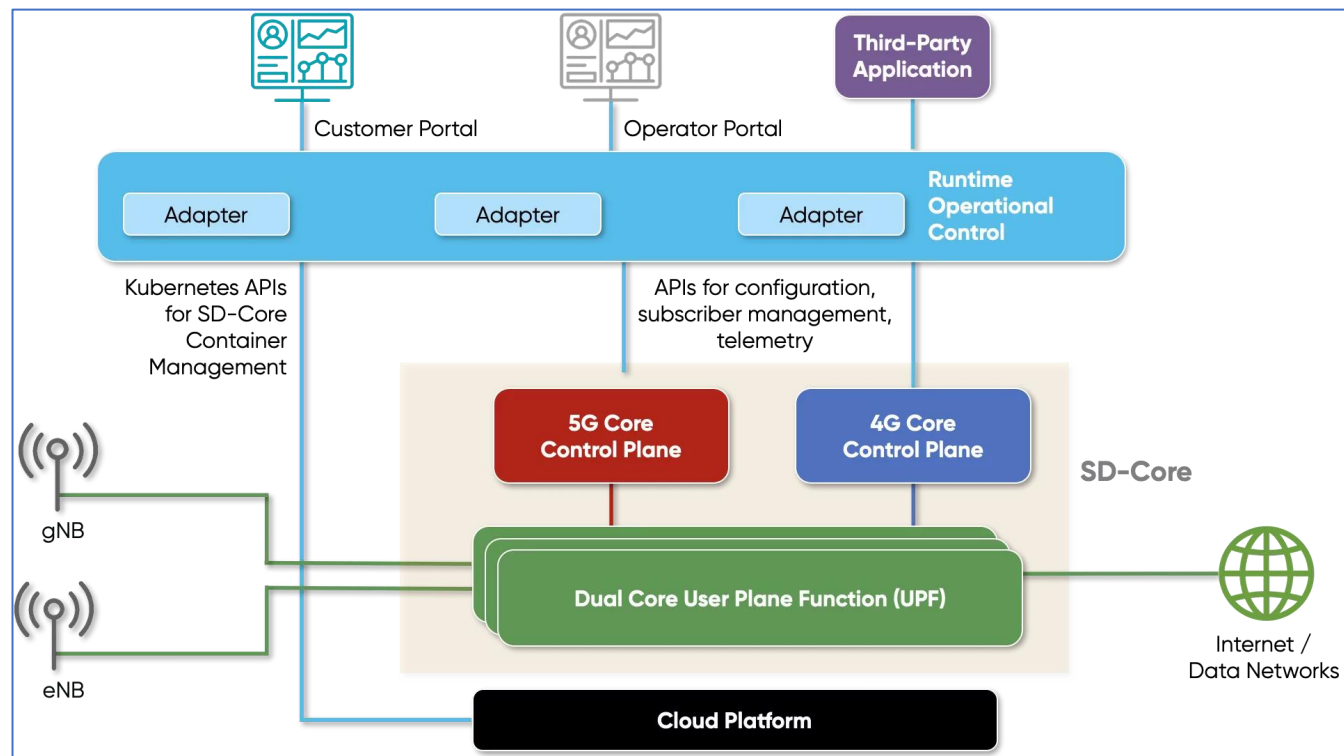 Third-Party
Application
Customer Portal
Operator Portal
Adapter
Adapter
Adapter
Runtime
Operational
Control
Kubernetes APIs
for SD-Core
Container
Management
APIs for configuration,
subscriber management,
telemetry
5G Core
Control Plane
4G Core
Control Plane
SD-Core
gNB
eNB
Dual Core User Plane Function (UPF)
Internet /
Data Networks
Cloud Platform